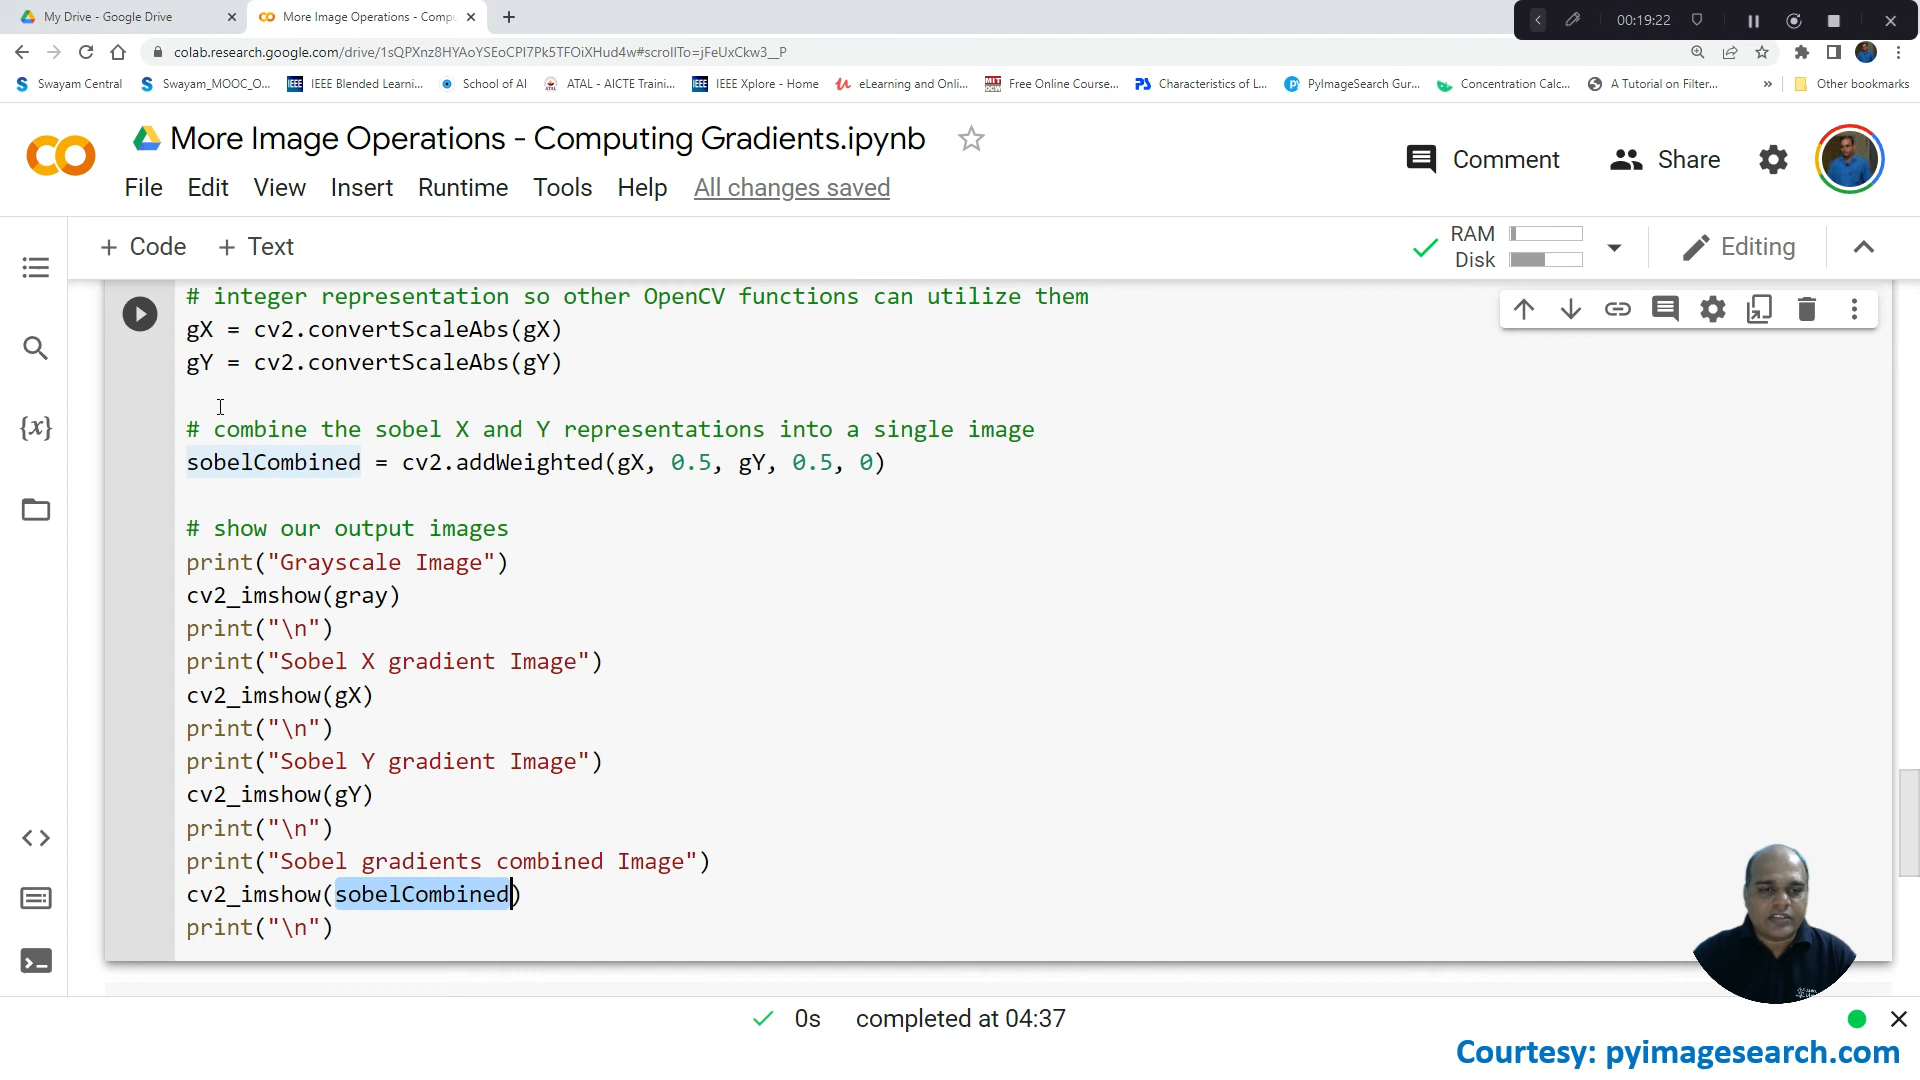 My Drive - Google Drive
More Image Operations - Compu
00:19:22
colab.research.google.com/drive/1sQPXnz8HYAoYSEoCPI7Pk5TFOiXHud4w#scrollTo=jFeUxCkw3__P
Swayam Central
Swayam_MOOC_O...
IEEE Blended Learni...
School of AI
ATAL - AICTE Traini...
IEEE Xplore - Home
eLearning and Onli...
Free Online Course...
Characteristics of L...
PyImageSearch Gur...
Concentration Calc...
A Tutorial on Filter...
»
Other bookmarks
More Image Operations - Computing Gradients.ipynb
Comment
Share
File Edit View Insert Runtime Tools Help All changes saved
+ Code + Text
RAM
Disk
Editing
# integer representation so other OpenCV functions can utilize them
gX = cv2.convertScaleAbs(gX)
gY = cv2.convertScaleAbs(gY)
# combine the sobel X and Y representations into a single image
sobelCombined = cv2.addWeighted(gX, 0.5, gY, 0.5, 0)
# show our output images
print("Grayscale Image")
cv2_imshow(gray)
print("\n")
print("Sobel X gradient Image")
cv2_imshow(gX)
print("\n")
print("Sobel Y gradient Image")
cv2_imshow(gY)
print("\n")
print("Sobel gradients combined Image")
cv2_imshow(sobelCombined)
print("\n")
0s completed at 04:37
Courtesy: pyimagesearch.com